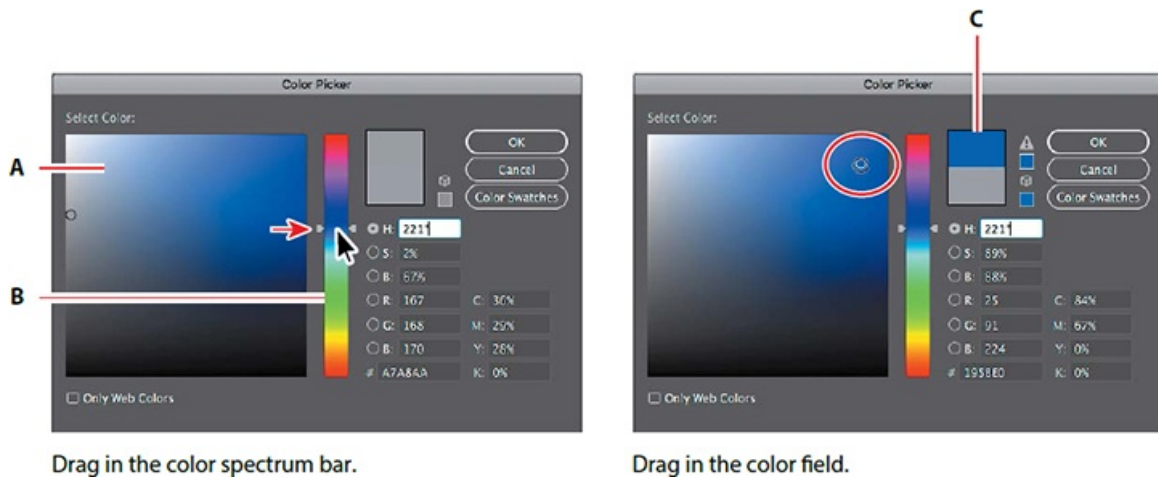 C
Color Picker
Select Color:
A
B
OK
Cancel
Color Swatches
H: 221°
S: 2%
B: 67%
R: 167 C: 36%
G: 168 M: 29%
B: 170 Y: 28%
# A7A8AA K: 0%
Only Web Colors
Drag in the color spectrum bar.
Color Picker
Select Color:
OK
Cancel
Color Swatches
H: 221°
S: 89%
B: 88%
R: 25 C: 84%
G: 91 M: 67%
B: 224 Y: 0%
# K: 0%
Only Web Colors
Drag in the color field.